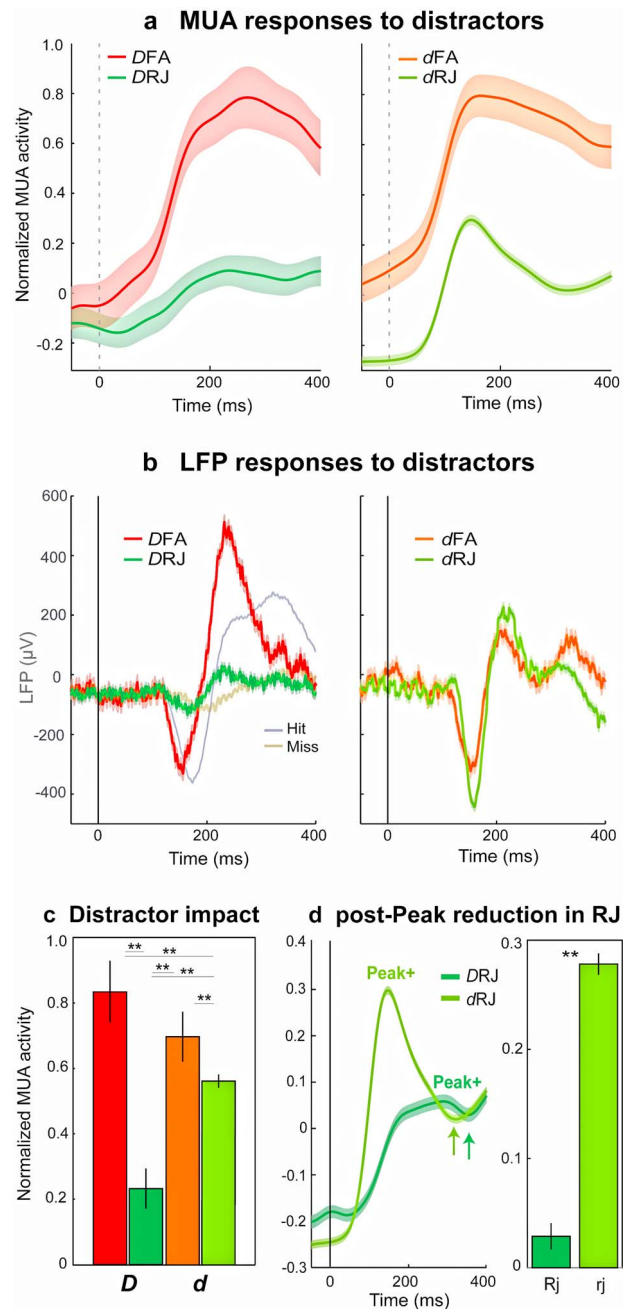 a MUA responses to distractors
DFA
DRJ
dFA
dRJ
Normalized MUA activity
1.0
0.8
0.6
0.4
0.2
0
-0.2
0 200 400
Time (ms)
0 200 400
Time (ms)
b LFP responses to distractors
DFA
DRJ
dFA
dRJ
Hit
Miss
LFP (µV)
600
400
200
0
-200
-400
0 200 400
Time (ms)
0 200 400
Time (ms)
c Distractor impact
Normalized MUA activity
1.0
0.8
0.6
0.4
0.2
0
**
**
**
**
**
D d
d post-Peak reduction in RJ
0.4
0.3
0.2
0.1
0
-0.1
-0.2
-0.3
Peak+
Peak+
DRJ
dRJ
0 200 400
Time (ms)
0.3
0.2
0.1
0
**
Rj rj